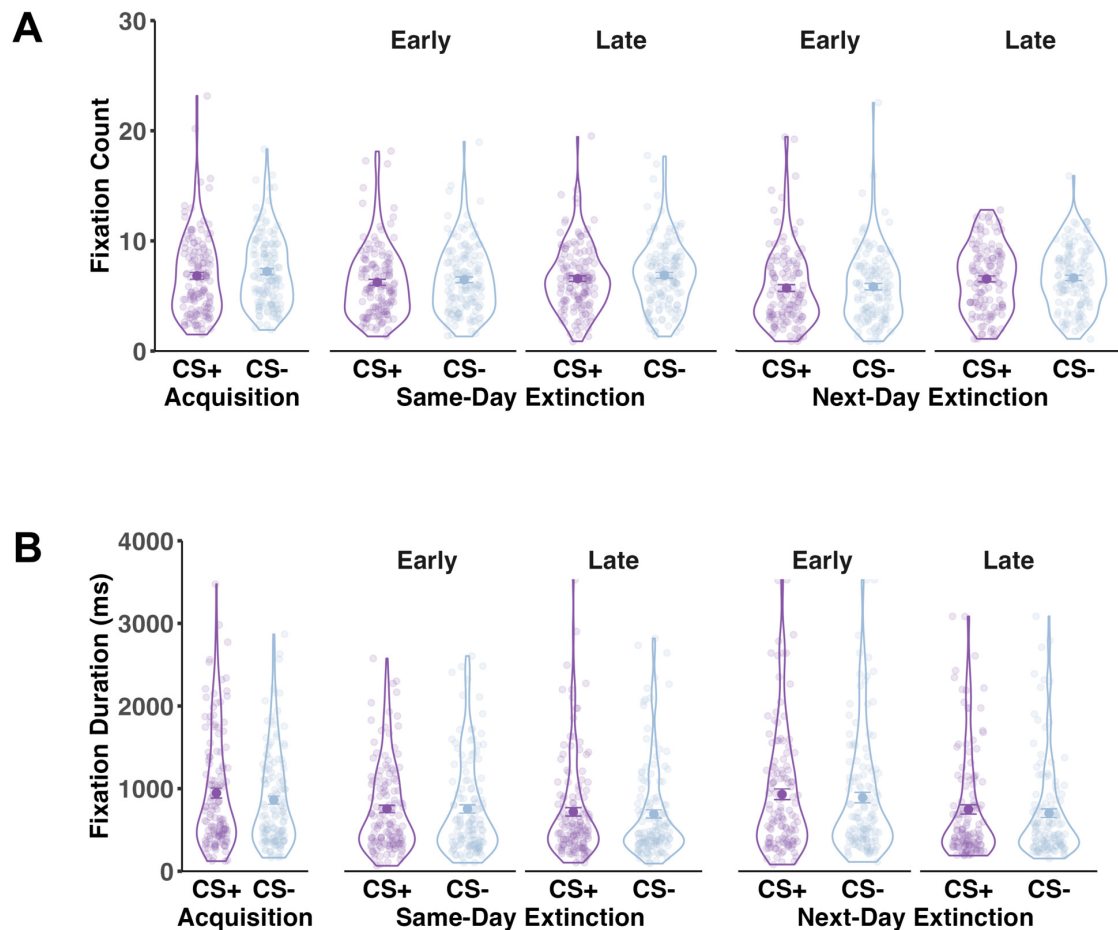 A
30
Early Late Early Late
20
Fixation Count
10
0
CS+ CS- CS+ CS- CS+ CS- CS+ CS- CS+ CS-
Acquisition Same-Day Extinction Next-Day Extinction
B
4000
Early Late Early Late
3000
Fixation Duration (ms)
2000
1000
0
CS+ CS- CS+ CS- CS+ CS- CS+ CS- CS+ CS-
Acquisition Same-Day Extinction Next-Day Extinction